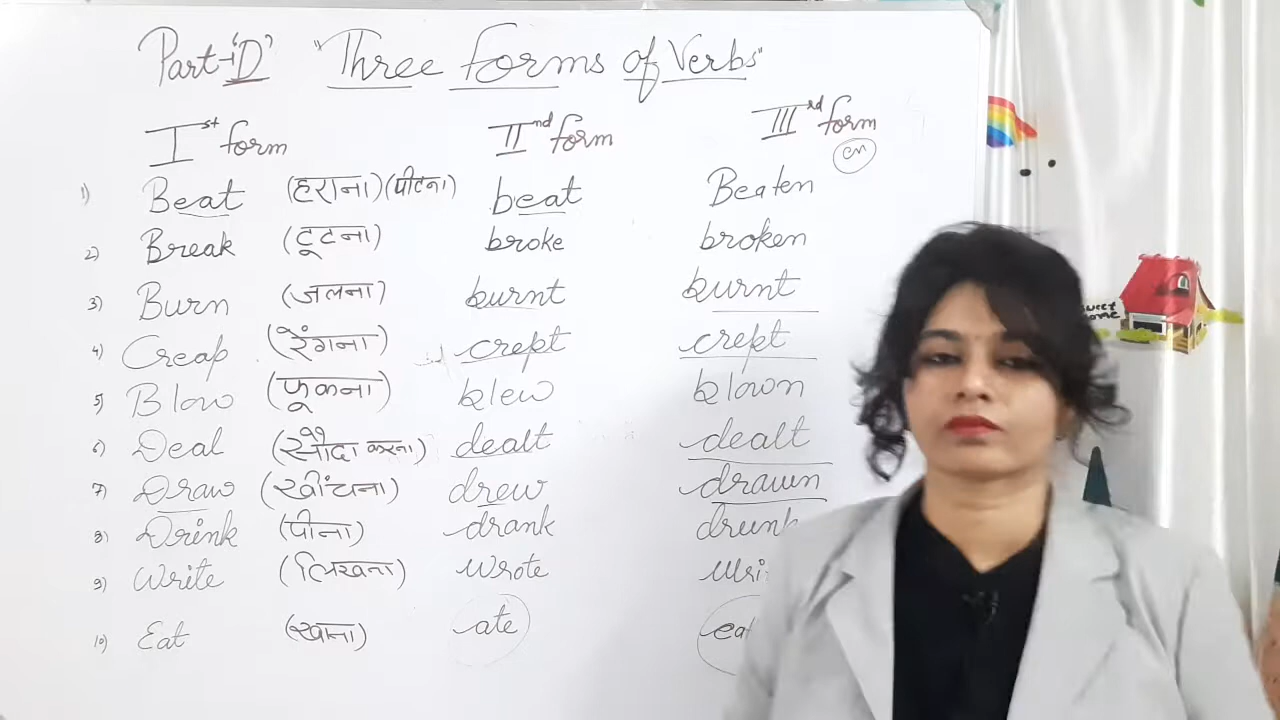 Part-'D' "Three forms of Verbs"
Ist form IInd form IIIrd form
en
1) Beat (हराना) (पीटना) beat Beaten
2) Break (टूटना) broke broken
3) Burn (जलना) burnt burnt
4) Creap (रेंगना) crept crept
5) Blow (फूकना) blew blown
6) Deal (सौदा करना) dealt dealt
7) Draw (खींचना) drew drawn
8) Drink (पीना) drank drunk
9) Write (लिखना) wrote
10) Eat (खाना) ate
sweet
home